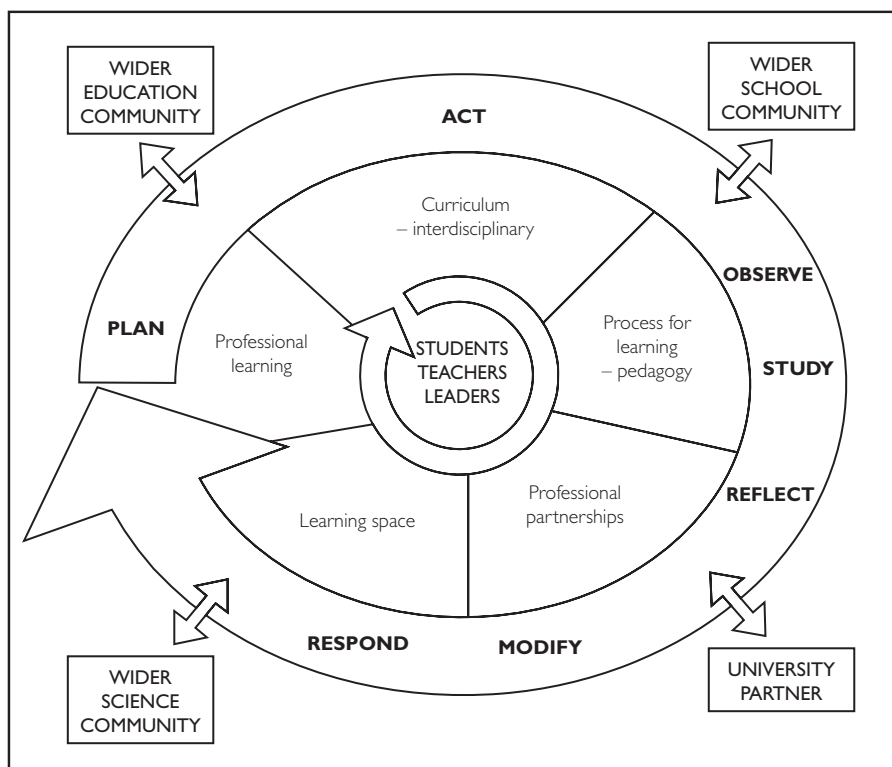 WIDER
EDUCATION
COMMUNITY
WIDER
SCHOOL
COMMUNITY
ACT
Curriculum
– interdisciplinary
OBSERVE
PLAN
Professional
learning
STUDENTS
TEACHERS
LEADERS
Process for
learning
– pedagogy
STUDY
REFLECT
Professional
partnerships
Learning space
RESPOND
MODIFY
WIDER
SCIENCE
COMMUNITY
UNIVERSITY
PARTNER